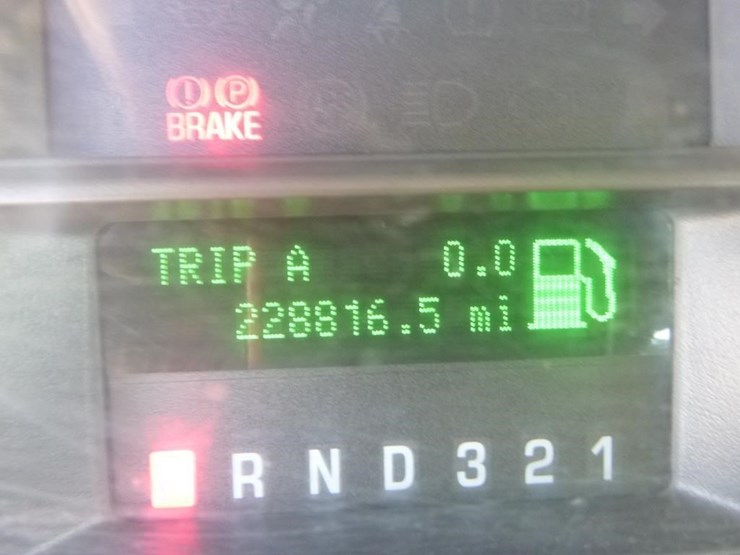 (!) (P)
BRAKE
TRIP A 0.0
228816.5 mi
R N D 3 2 1